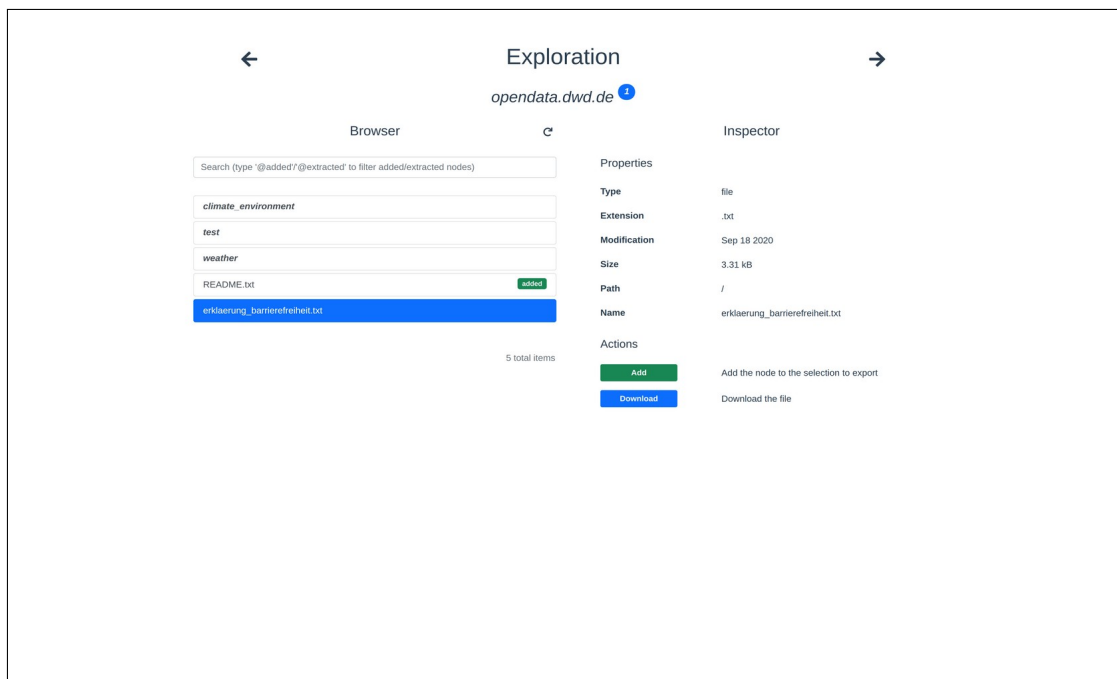 Exploration
opendata.dwd.de 1
Browser
Search (type '@added'/'@extracted' to filter added/extracted nodes)
climate_environment
test
weather
README.txt added
erklaerung_barrierefreiheit.txt
5 total items
Inspector
Properties
Type file
Extension .txt
Modification Sep 18 2020
Size 3.31 kB
Path /
Name erklaerung_barrierefreiheit.txt
Actions
Add Add the node to the selection to export
Download Download the file